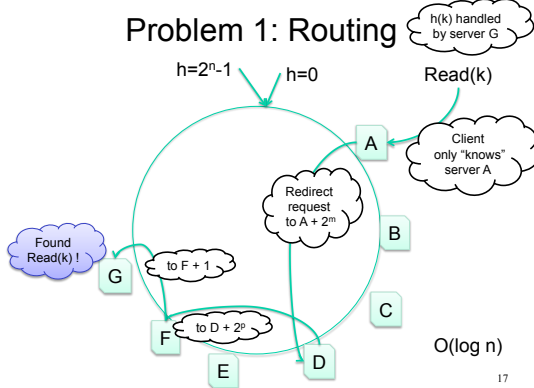 Problem 1: Routing
h(k) handled
by server G
h=2ⁿ-1
h=0
Read(k)
A
Client
only “knows”
server A
Redirect
request
to A + 2ᵐ
B
Found
Read(k) !
to F + 1
G
C
F
to D + 2ᵖ
O(log n)
E
D
17